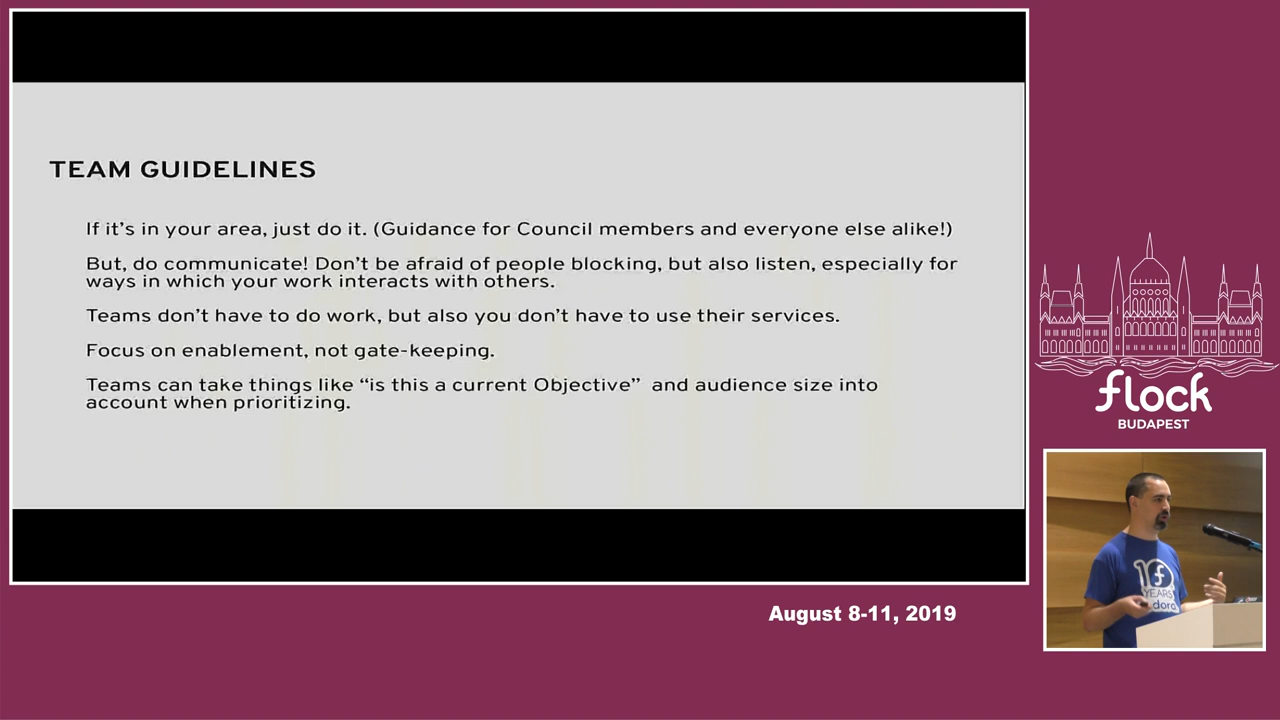 TEAM GUIDELINES
If it's in your area, just do it. (Guidance for Council members and everyone else alike!)
But, do communicate! Don't be afraid of people blocking, but also listen, especially for
ways in which your work interacts with others.
Teams don't have to do work, but also you don't have to use their services.
Focus on enablement, not gate-keeping.
Teams can take things like “is this a current Objective”  and audience size into
account when prioritizing.
flock
BUDAPEST
10
YEARS
dora
August 8-11, 2019